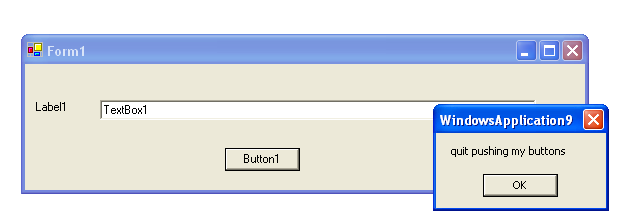 Form1
Label1
TextBox1
Button1
WindowsApplication9
quit pushing my buttons
OK